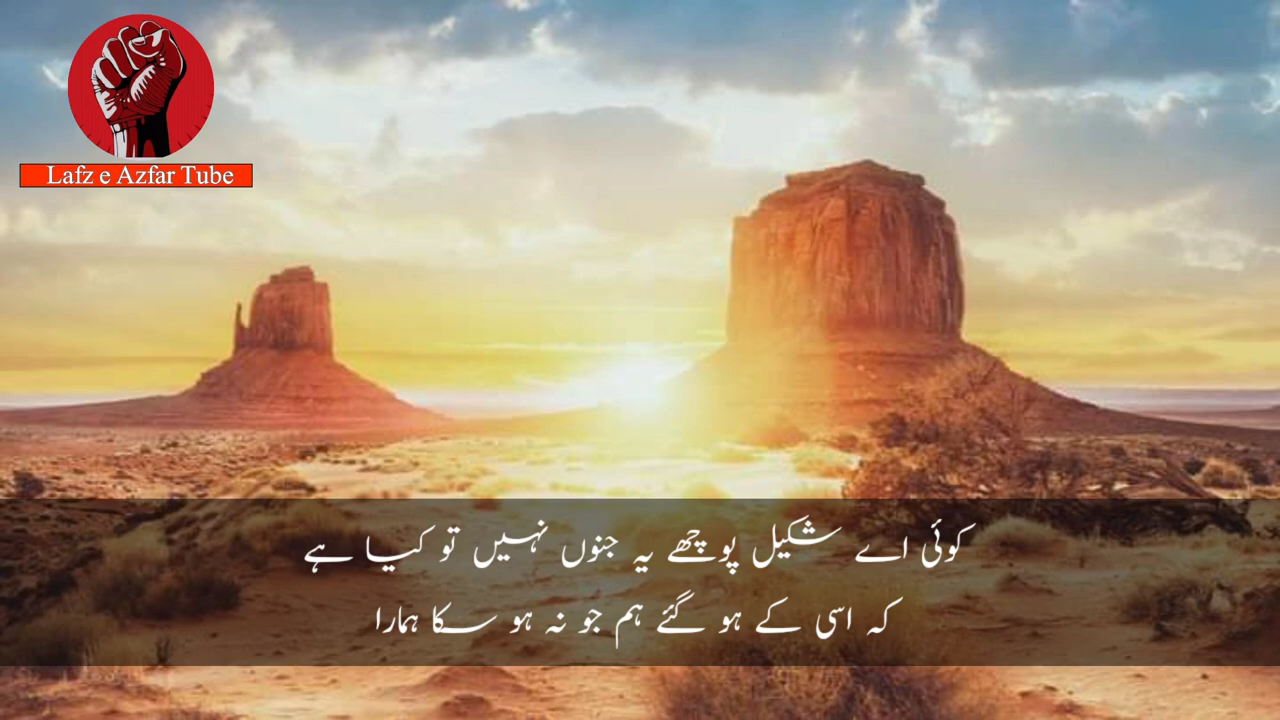 Lafz e Azfar Tube
کوئی اے شکیل پوچھے یہ جنوں نہیں تو کیا ہے
کہ اسی کے ہو گئے ہم جو نہ ہو سکا ہمارا